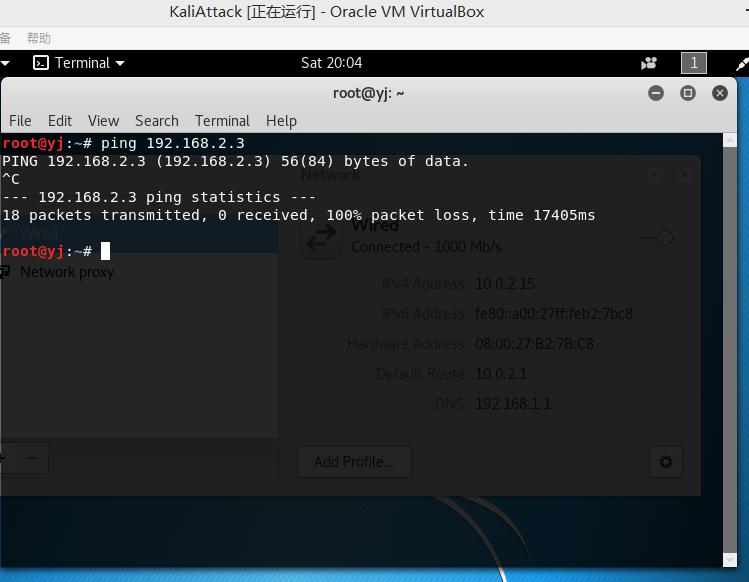 KaliAttack [正在运行] - Oracle VM VirtualBox
备 帮助
Terminal Sat 20:04 1
root@yj: ~
File Edit View Search Terminal Help
root@yj:~# ping 192.168.2.3
PING 192.168.2.3 (192.168.2.3) 56(84) bytes of data.
^C
--- 192.168.2.3 ping statistics ---
18 packets transmitted, 0 received, 100% packet loss, time 17405ms
root@yj:~#
Network
Wired
Network proxy
Wired
Connected - 1000 Mb/s
IPv4 Address 10.0.2.15
IPv6 Address fe80::a00:27ff:feb2:7bc8
Hardware Address 08:00:27:B2:7B:C8
Default Route 10.0.2.1
DNS 192.168.1.1
Add Profile...